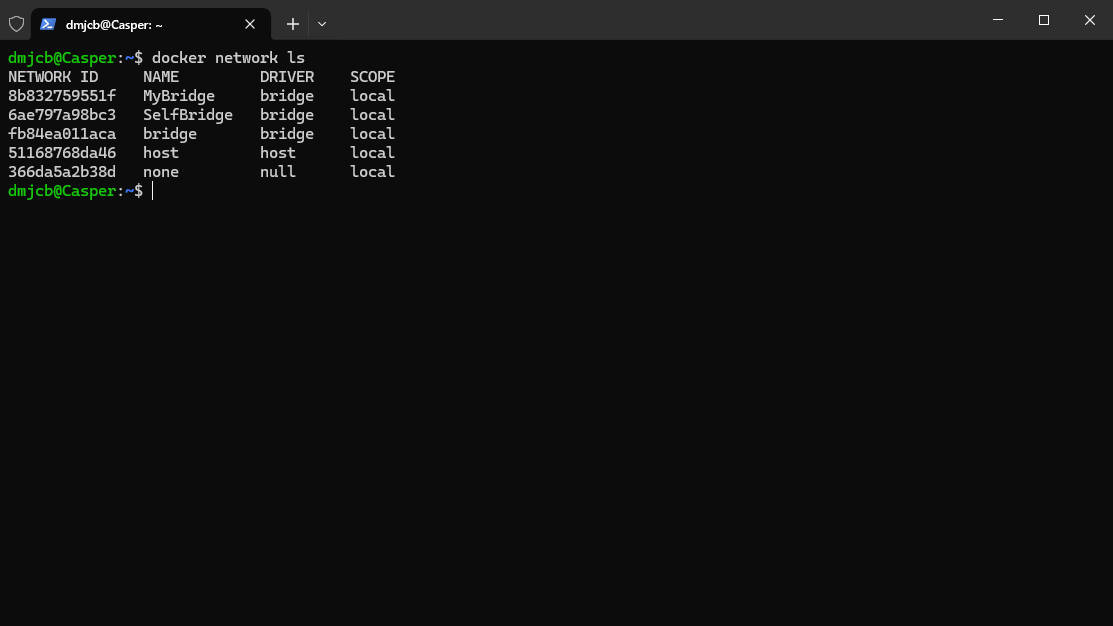 dmjcb@Casper: ~
dmjcb@Casper:~$ docker network ls
NETWORK ID     NAME         DRIVER    SCOPE
8b832759551f   MyBridge     bridge    local
6ae797a98bc3   SelfBridge   bridge    local
fb84ea011aca   bridge       bridge    local
51168768da46   host         host      local
366da5a2b38d   none         null      local
dmjcb@Casper:~$